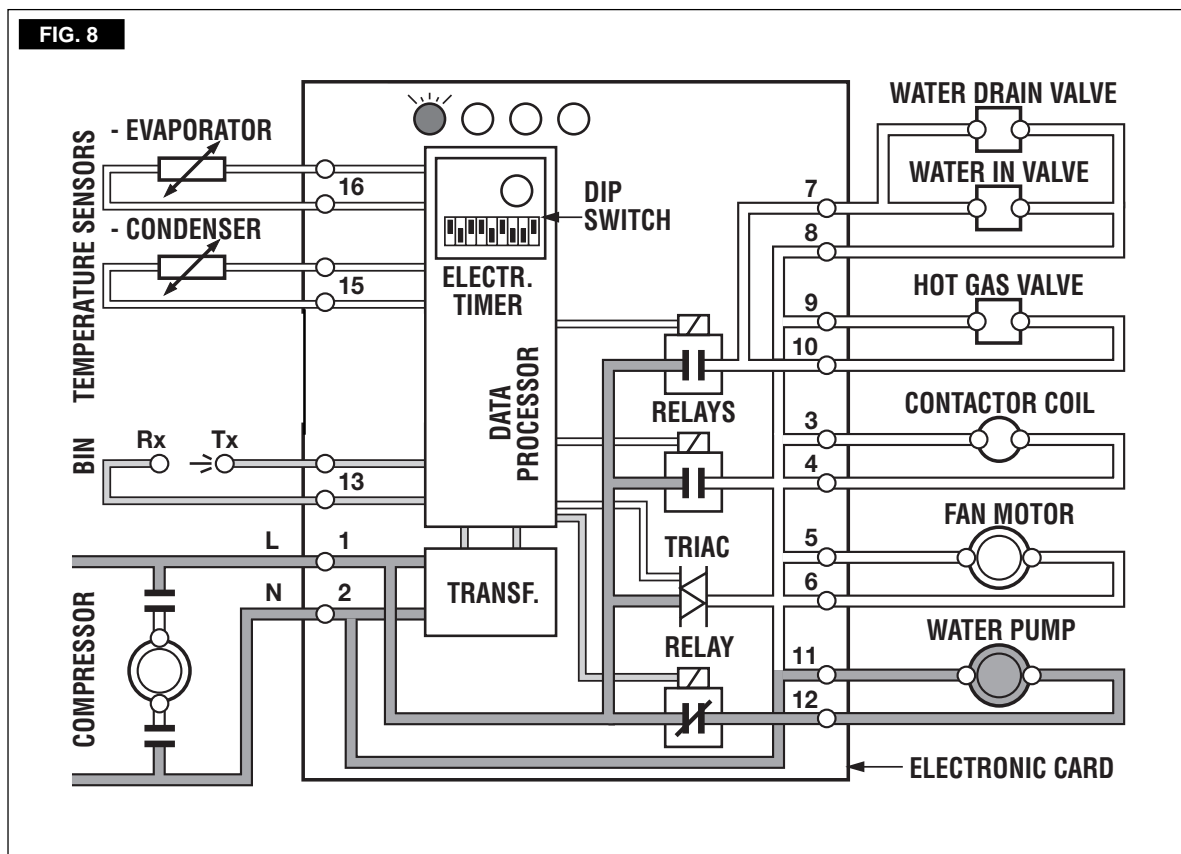 FIG. 8
TEMPERATURE SENSORS
- EVAPORATOR
16
- CONDENSER
15
BIN
Rx
Tx
13
L
1
N
2
COMPRESSOR
DIP
SWITCH
ELECTR.
TIMER
DATA
PROCESSOR
TRANSF.
RELAYS
TRIAC
RELAY
WATER DRAIN VALVE
WATER IN VALVE
7
8
HOT GAS VALVE
9
10
CONTACTOR COIL
3
4
FAN MOTOR
5
6
WATER PUMP
11
12
ELECTRONIC CARD